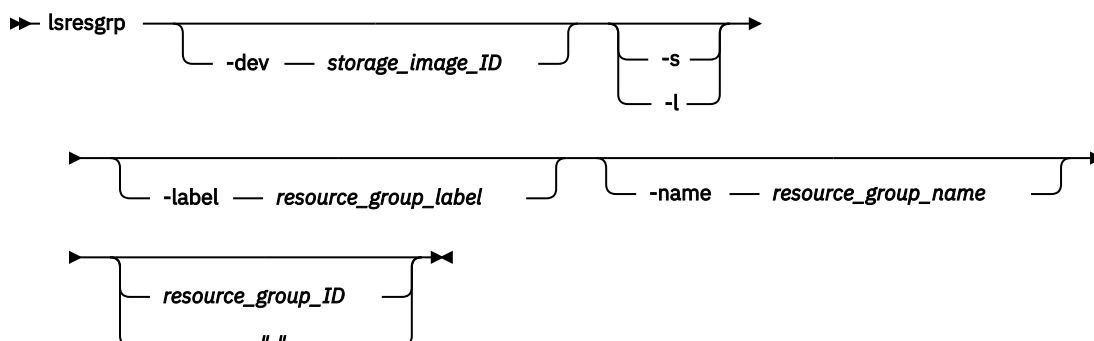 lsresgrp
-dev storage_image_ID
-s
-l
-label resource_group_label
-name resource_group_name
resource_group_ID